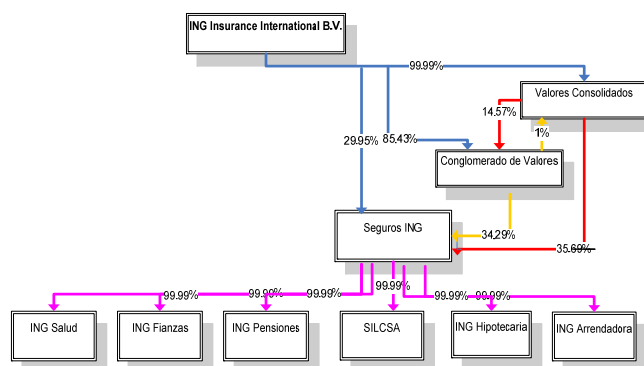 ING Insurance International B.V.
99.99%
Valores Consolidados
14.57%
1%
29.95%
85.43%
Conglomerado de Valores
Seguros ING
34.29%
35.69%
99.99%
99.99%
99.99%
99.99%
99.99%
99.99%
ING Salud
ING Fianzas
ING Pensiones
SILCSA
ING Hipotecaria
ING Arrendadora